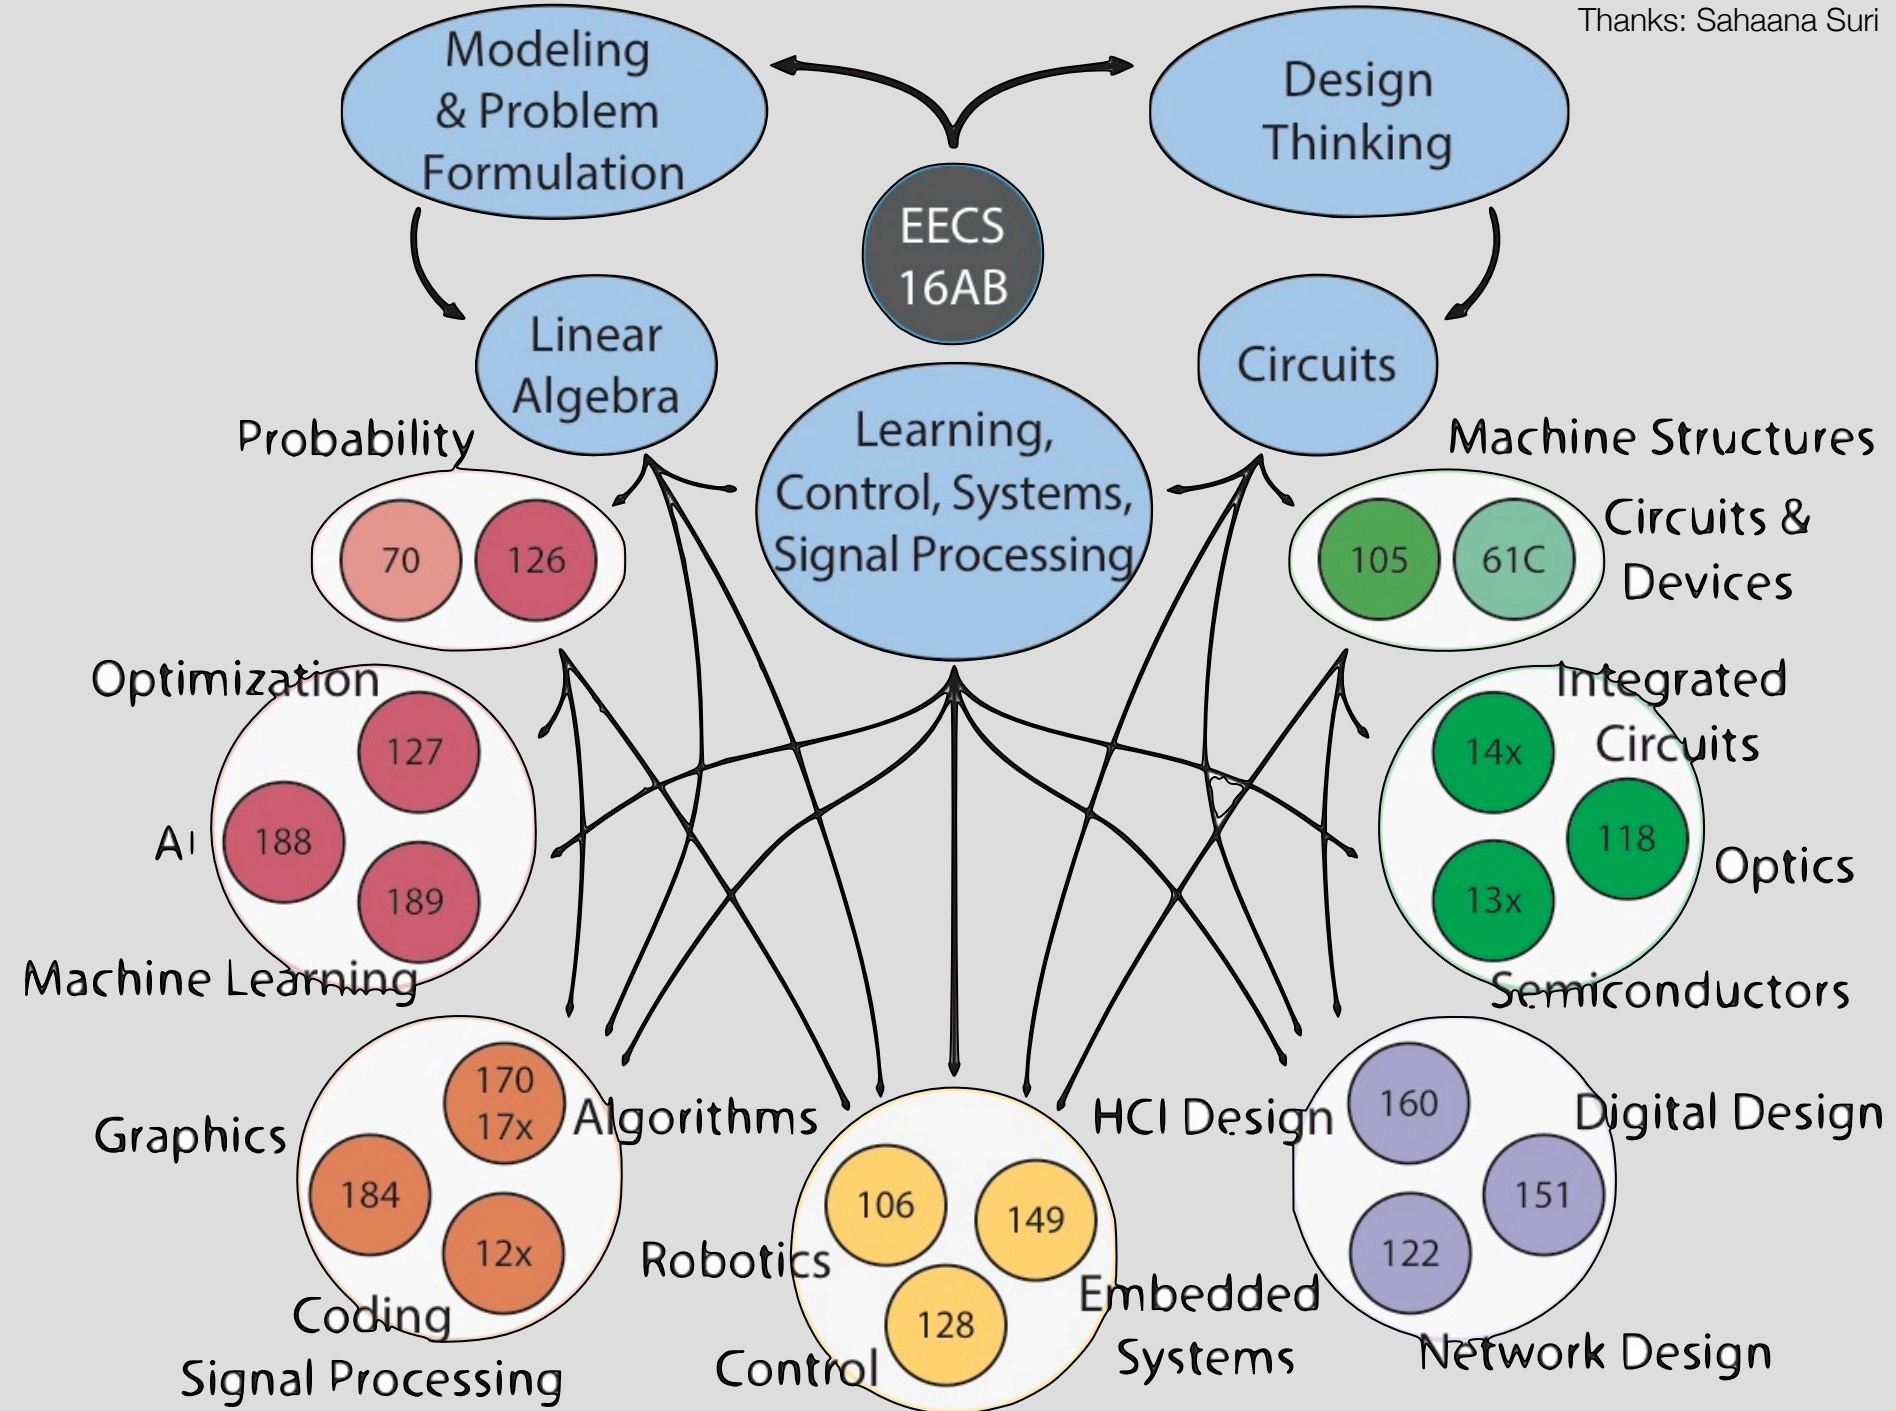 Thanks: Sahaana Suri
Modeling
& Problem
Formulation
Design
Thinking
EECS
16AB
Linear
Algebra
Circuits
Learning,
Control, Systems,
Signal Processing
Probability
70
126
Machine Structures
105
61C
Circuits &
Devices
Optimization
127
AI
188
189
Machine Learning
Integrated
Circuits
14x
118
Optics
13x
Semiconductors
170
17x
Algorithms
Graphics
184
12x
Coding
Signal Processing
106
149
Robotics
128
Embedded
Systems
Control
HCI Design
160
Digital Design
151
122
Network Design